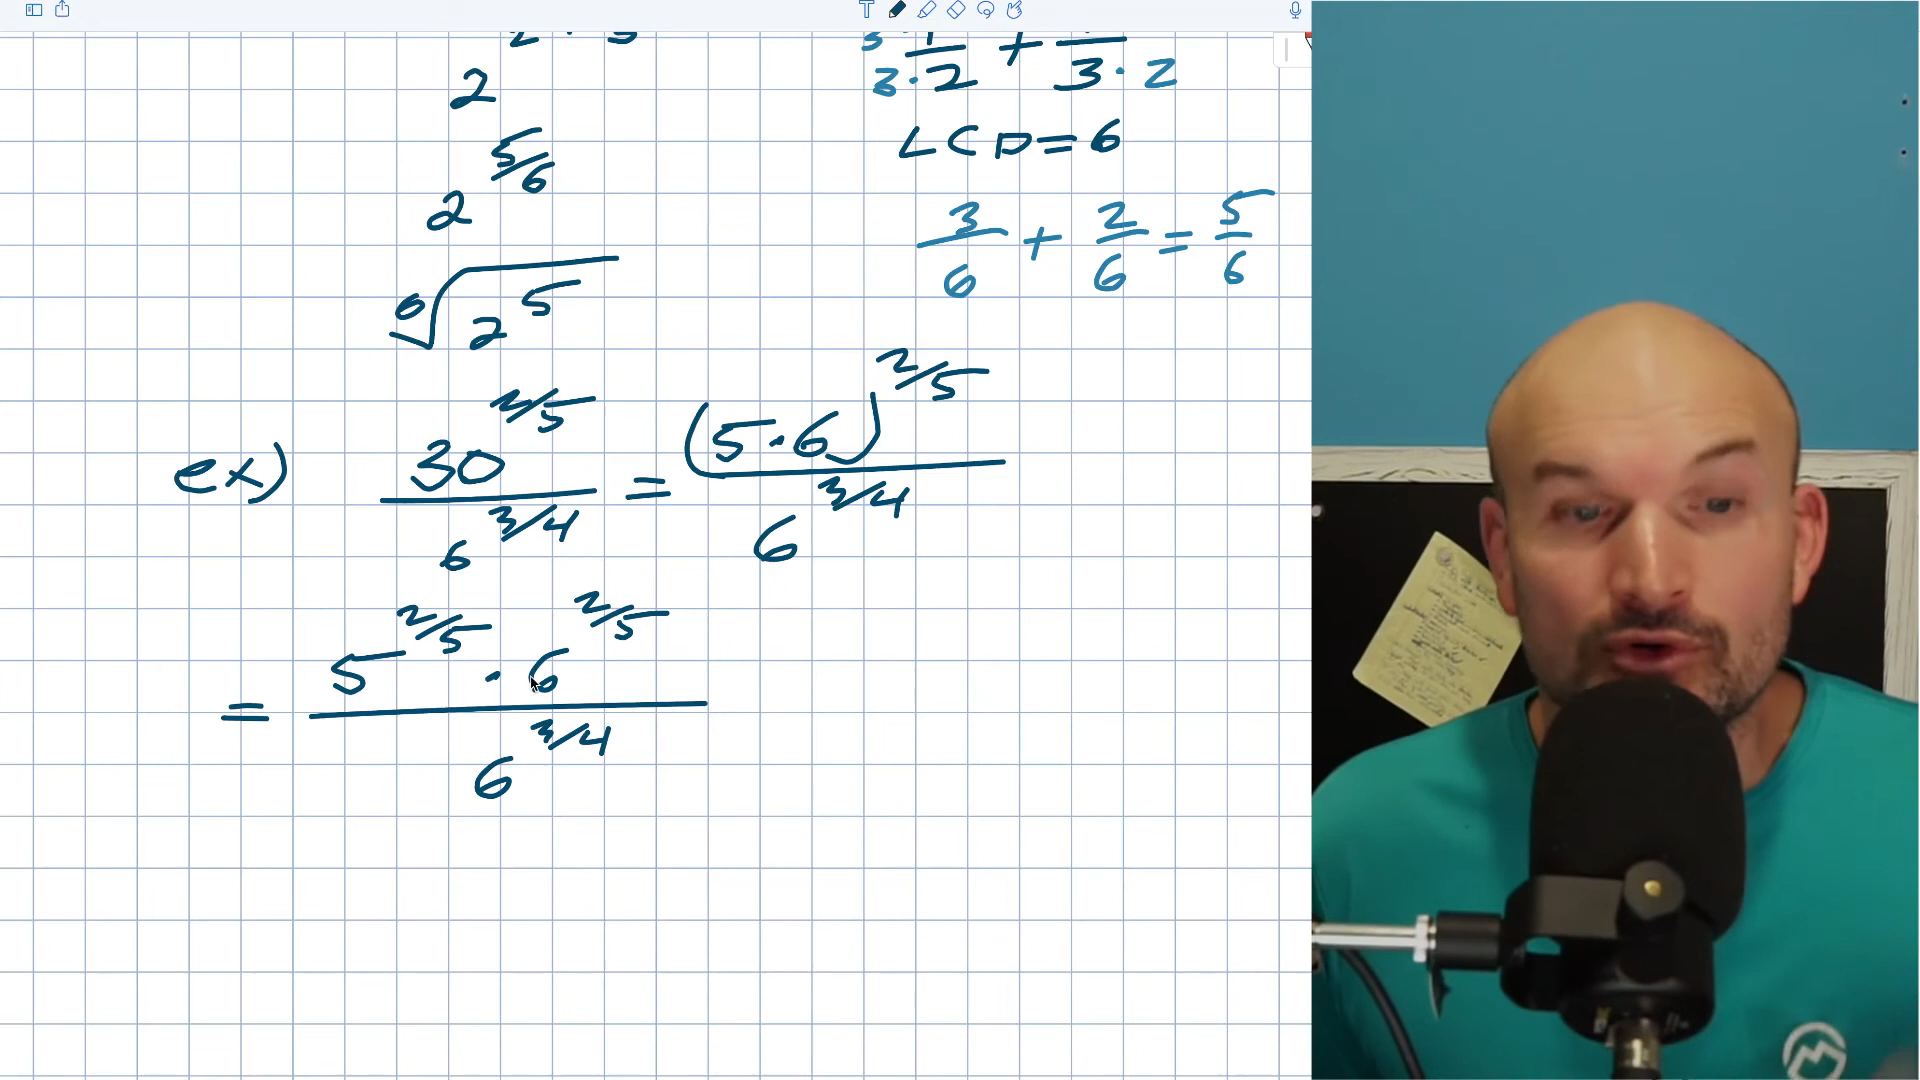 3 · 1/2 + 1/(3 · 2)
2
LCD = 6
2^(5/6)
3/6 + 2/6 = 5/6
⁶√(2^5)
ex) 30^(2/5) / 6^(3/4) = (5 · 6)^(2/5) / 6^(3/4)
= 5^(2/5) · 6^(2/5) / 6^(3/4)